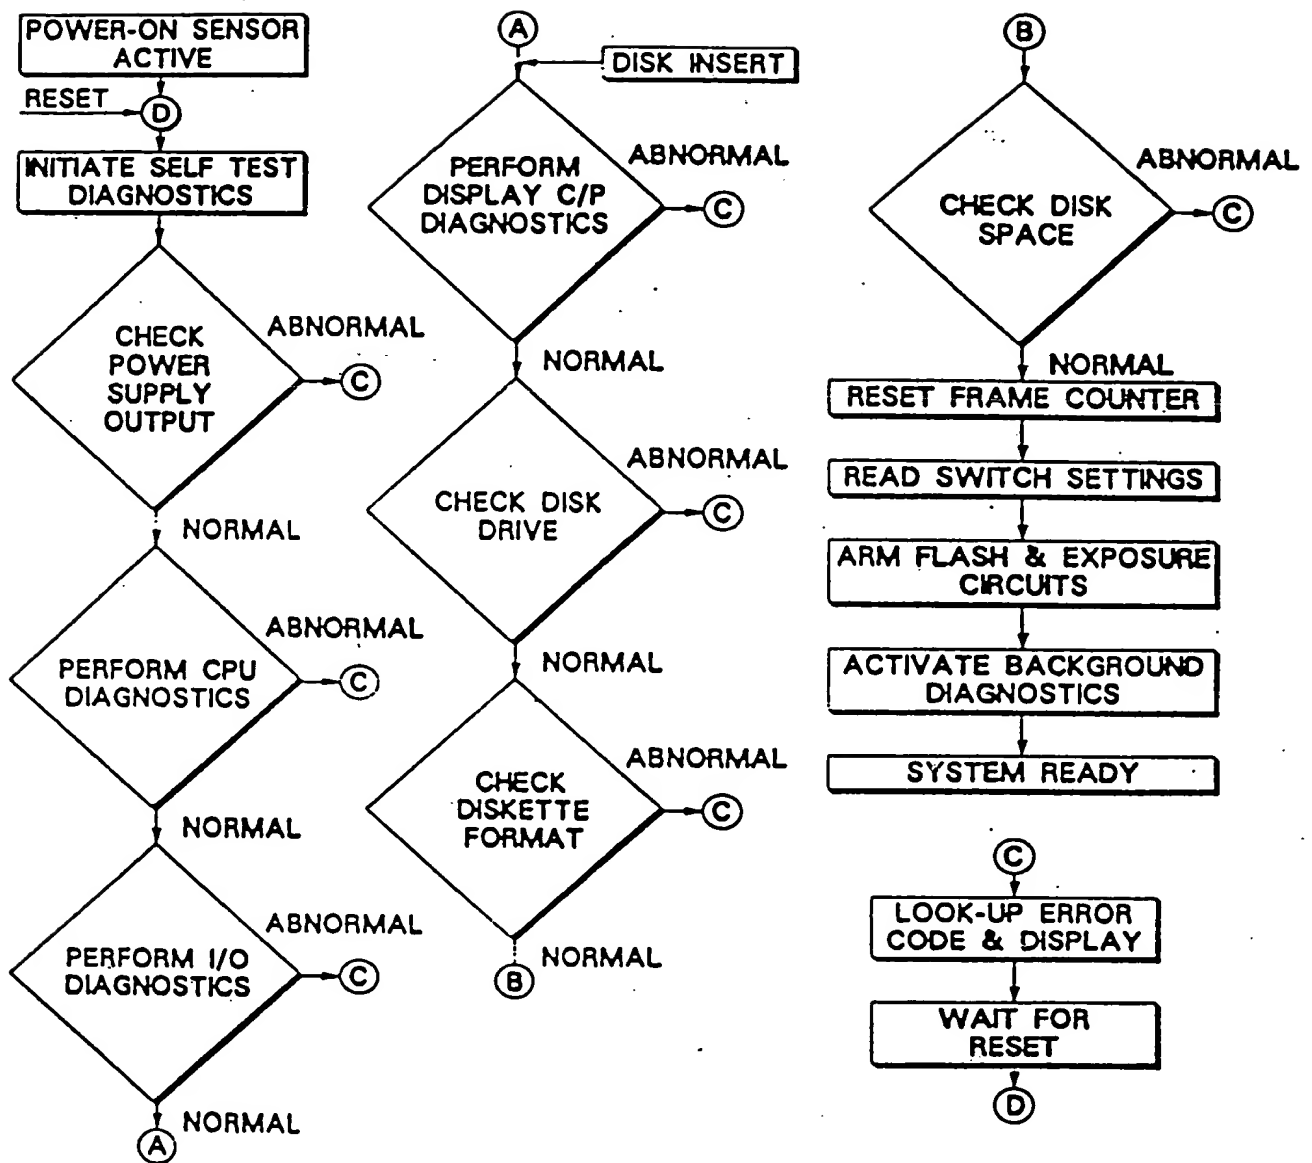 POWER-ON SENSOR
ACTIVE
RESET
D
INITIATE SELF TEST
DIAGNOSTICS
CHECK
POWER
SUPPLY
OUTPUT
ABNORMAL
C
NORMAL
PERFORM CPU
DIAGNOSTICS
ABNORMAL
C
NORMAL
PERFORM I/O
DIAGNOSTICS
ABNORMAL
C
NORMAL
A
A
DISK INSERT
PERFORM
DISPLAY C/P
DIAGNOSTICS
ABNORMAL
C
NORMAL
CHECK DISK
DRIVE
ABNORMAL
C
NORMAL
CHECK
DISKETTE
FORMAT
ABNORMAL
C
NORMAL
B
B
CHECK DISK
SPACE
ABNORMAL
C
NORMAL
RESET FRAME COUNTER
READ SWITCH SETTINGS
ARM FLASH & EXPOSURE
CIRCUITS
ACTIVATE BACKGROUND
DIAGNOSTICS
SYSTEM READY
C
LOOK-UP ERROR
CODE & DISPLAY
WAIT FOR
RESET
D